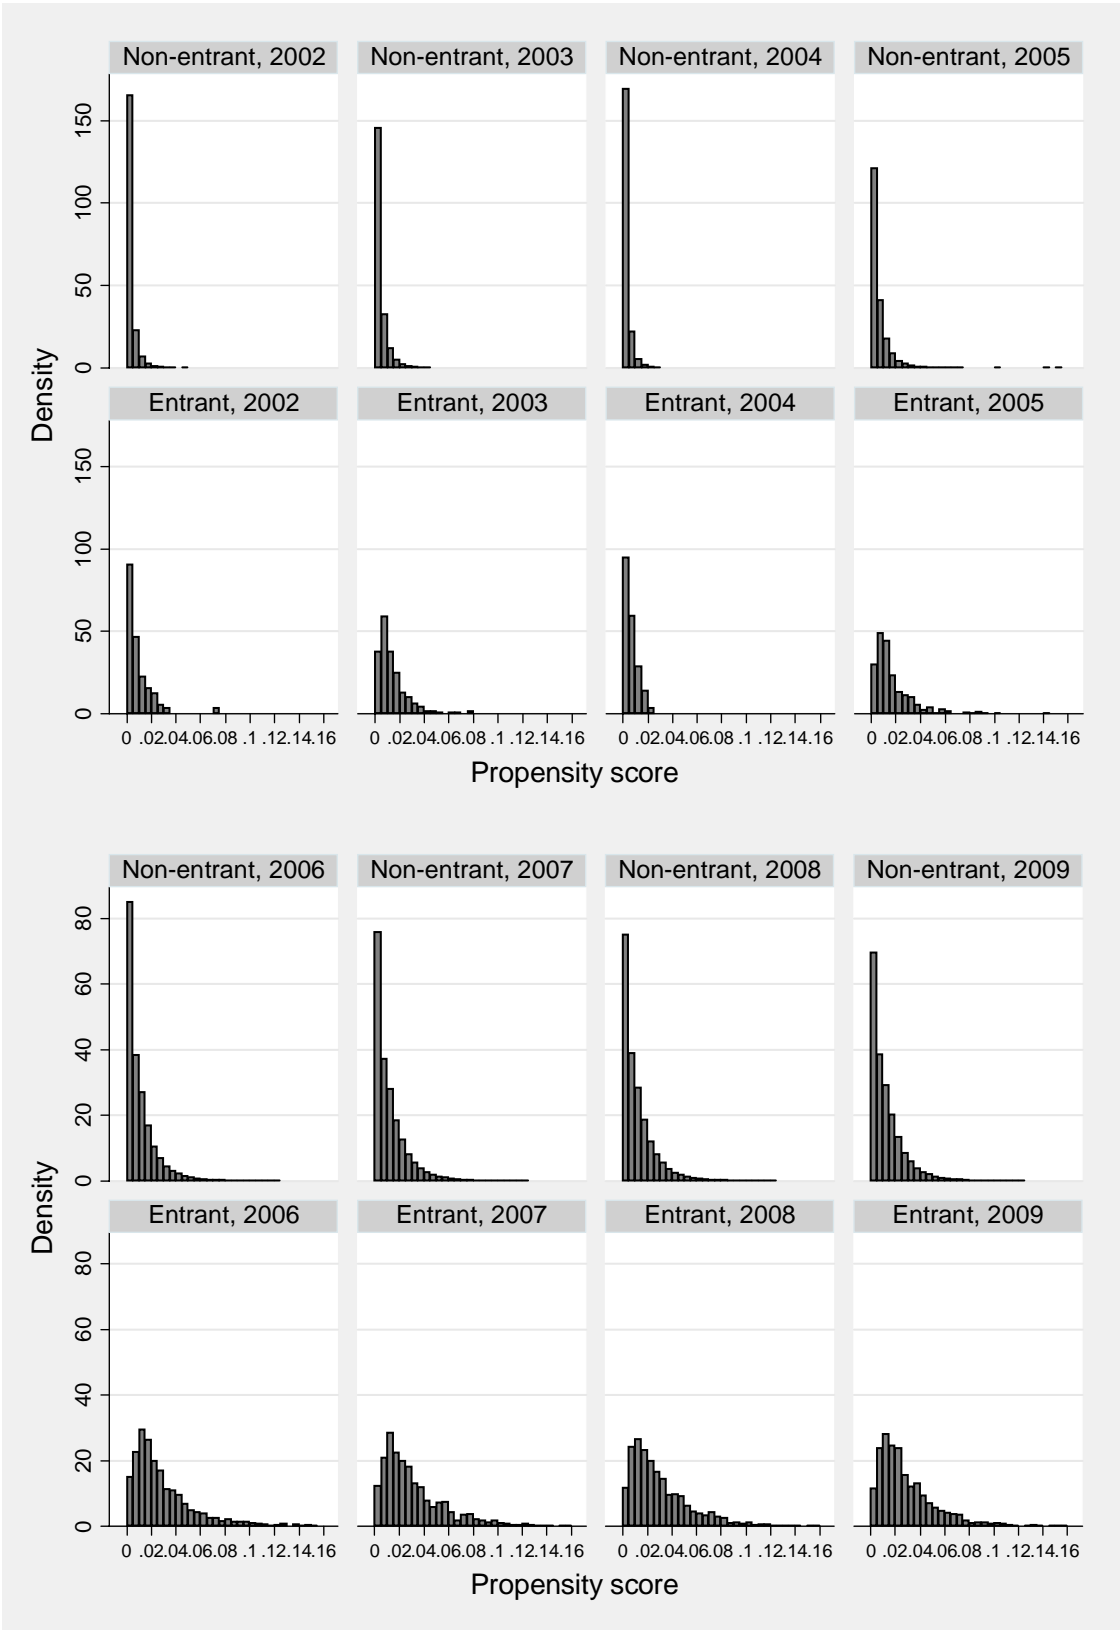 Non-entrant, 2002 Non-entrant, 2003 Non-entrant, 2004 Non-entrant, 2005
150
100
50
0
Density
Entrant, 2002 Entrant, 2003 Entrant, 2004 Entrant, 2005
150
100
50
0
0 .02 .04 .06 .08 .1 .12 .14 .16 0 .02 .04 .06 .08 .1 .12 .14 .16 0 .02 .04 .06 .08 .1 .12 .14 .16 0 .02 .04 .06 .08 .1 .12 .14 .16
Propensity score
Non-entrant, 2006 Non-entrant, 2007 Non-entrant, 2008 Non-entrant, 2009
80
60
40
20
0
Density
Entrant, 2006 Entrant, 2007 Entrant, 2008 Entrant, 2009
80
60
40
20
0
0 .02 .04 .06 .08 .1 .12 .14 .16 0 .02 .04 .06 .08 .1 .12 .14 .16 0 .02 .04 .06 .08 .1 .12 .14 .16 0 .02 .04 .06 .08 .1 .12 .14 .16
Propensity score